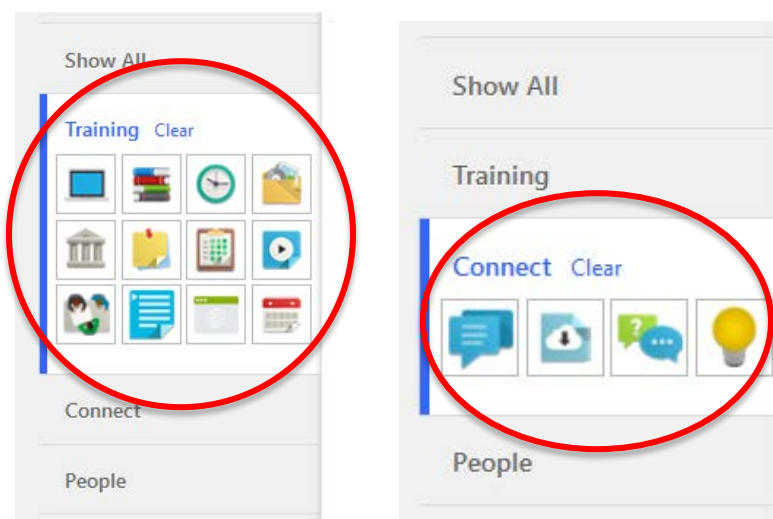 Show All
Training Clear
Connect
People
Show All
Training
Connect Clear
People